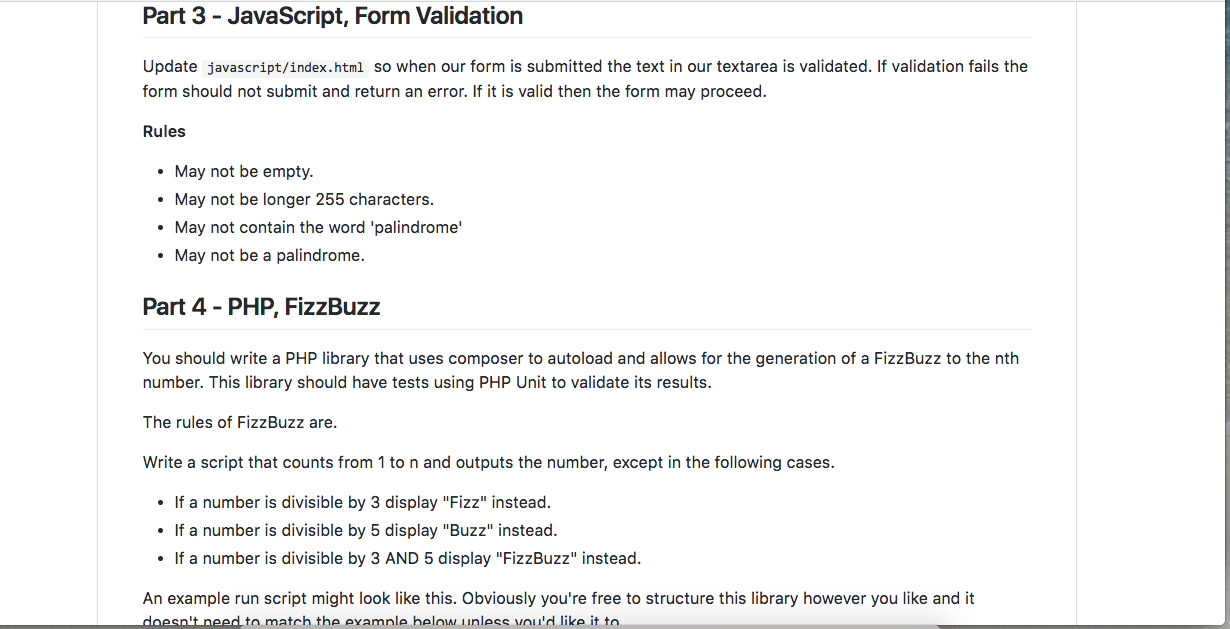 Part 3 - JavaScript, Form Validation
Update javascript/index.html so when our form is submitted the text in our textarea is validated. If validation fails the
form should not submit and return an error. If it is valid then the form may proceed.
Rules
• May not be empty.
• May not be longer 255 characters.
• May not contain the word 'palindrome'
• May not be a palindrome.
Part 4 - PHP, FizzBuzz
You should write a PHP library that uses composer to autoload and allows for the generation of a FizzBuzz to the nth
number. This library should have tests using PHP Unit to validate its results.
The rules of FizzBuzz are.
Write a script that counts from 1 to n and outputs the number, except in the following cases.
• If a number is divisible by 3 display "Fizz" instead.
• If a number is divisible by 5 display "Buzz" instead.
• If a number is divisible by 3 AND 5 display "FizzBuzz" instead.
An example run script might look like this. Obviously you're free to structure this library however you like and it
doesn't need to match the example below unless you'd like it to